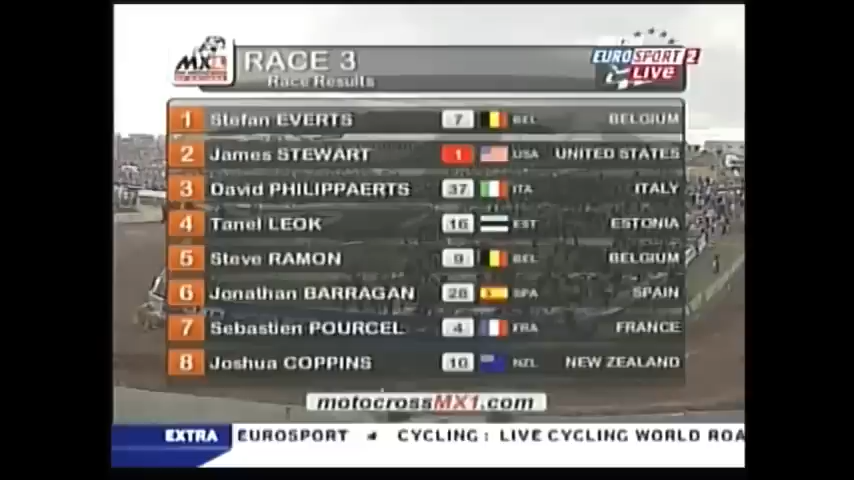 MX1
RACE 3
Race Results
EUROSPORT 2
LIVE
1 Stefan EVERTS 7 BEL BELGIUM
2 James STEWART 1 USA UNITED STATES
3 David PHILIPPAERTS 37 ITA ITALY
4 Tanel LEOK 16 EST ESTONIA
5 Steve RAMON 9 BEL BELGIUM
6 Jonathan BARRAGAN 28 SPA SPAIN
7 Sebastien POURCEL 4 FRA FRANCE
8 Joshua COPPINS 10 NZL NEW ZEALAND
motocrossMX1.com
EXTRA EUROSPORT CYCLING : LIVE CYCLING WORLD ROA